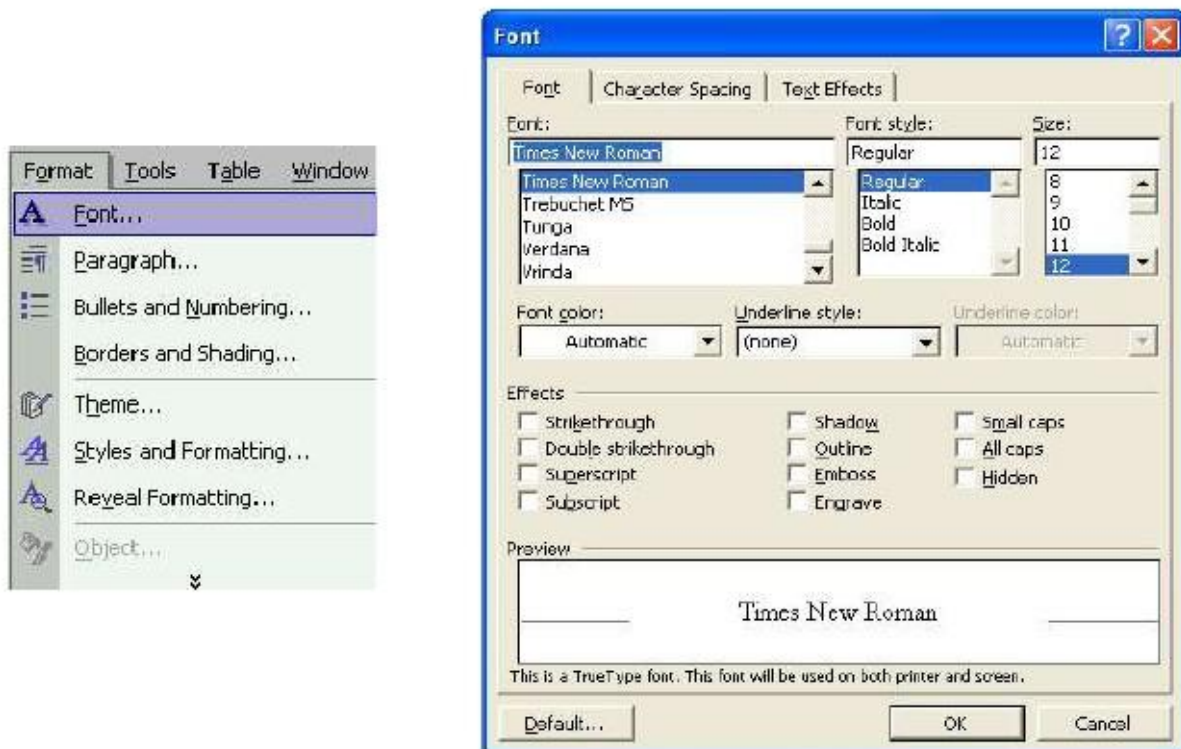 Format Tools Table Window
Font...
Paragraph...
Bullets and Numbering...
Borders and Shading...
Theme...
Styles and Formatting...
Reveal Formatting...
Object...
Font
Font Character Spacing Text Effects
Font: Font style: Size:
Times New Roman Regular 12
Times New Roman Regular 8
Trebuchet MS Italic 9
Tunga Bold 10
Verdana Bold Italic 11
Vrinda 12
Font color: Underline style: Underline color:
Automatic (none) Automatic
Effects
Strikethrough Shadow Small caps
Double strikethrough Outline All caps
Superscript Emboss Hidden
Subscript Engrave
Preview
Times New Roman
This is a TrueType font. This font will be used on both printer and screen.
Default... OK Cancel